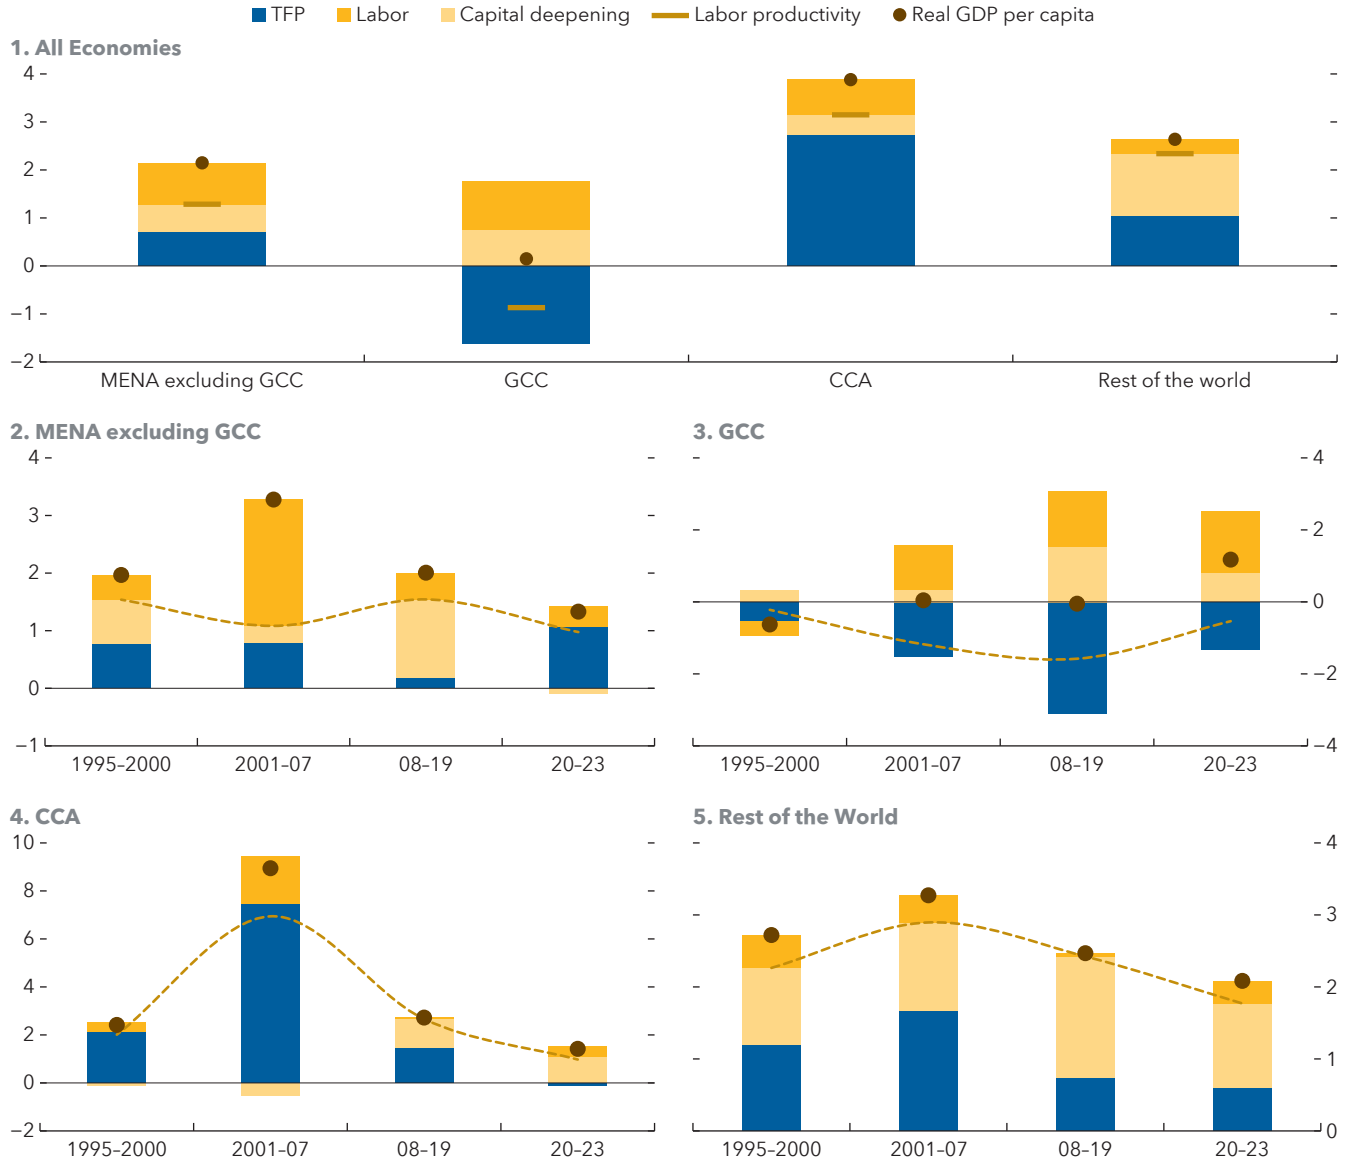 TFP Labor Capital deepening Labor productivity Real GDP per capita
1. All Economies
4
3
2
1
0
−1
−2
MENA excluding GCC GCC CCA Rest of the world
2. MENA excluding GCC
4
3
2
1
0
−1
1995–2000 2001–07 08–19 20–23
3. GCC
4
2
0
−2
−4
1995–2000 2001–07 08–19 20–23
4. CCA
10
8
6
4
2
0
−2
1995–2000 2001–07 08–19 20–23
5. Rest of the World
4
3
2
1
0
1995–2000 2001–07 08–19 20–23